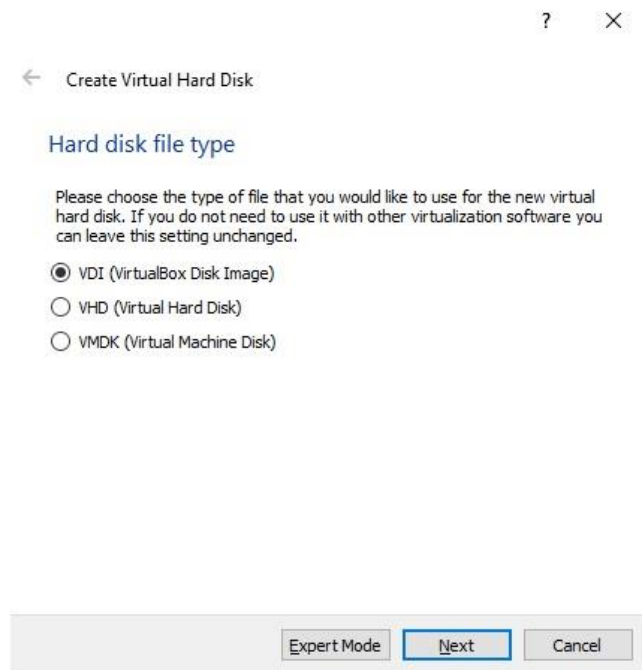 ?
Create Virtual Hard Disk
Hard disk file type
Please choose the type of file that you would like to use for the new virtual
hard disk. If you do not need to use it with other virtualization software you
can leave this setting unchanged.
VDI (VirtualBox Disk Image)
VHD (Virtual Hard Disk)
VMDK (Virtual Machine Disk)
Expert Mode Next Cancel